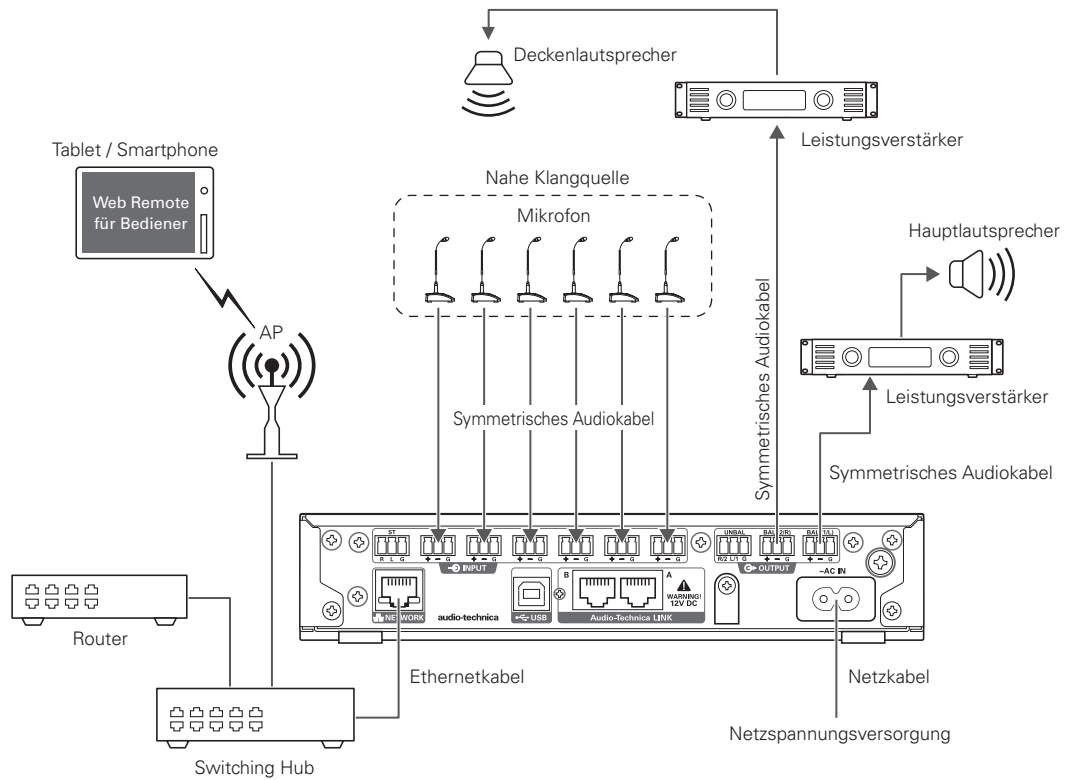 Deckenlautsprecher
Leistungsverstärker
Tablet / Smartphone
Web Remote
für Bediener
Nahe Klangquelle
Mikrofon
Hauptlautsprecher
AP
Symmetrisches Audiokabel
Leistungsverstärker
Symmetrisches Audiokabel
Symmetrisches Audiokabel
ST
UNBAL
BAL (2/R)
BAL (1/L)
R L G
+ - G
+ - G
+ - G
+ - G
+ - G
+ - G
R/2 L/1 G
+ - G
+ - G
INPUT
OUTPUT
~AC IN
B
A
WARNING!
12V DC
NETWORK
audio-technica
USB
Audio-Technica LINK
Router
Ethernetkabel
Netzkabel
Netzspannungsversorgung
Switching Hub